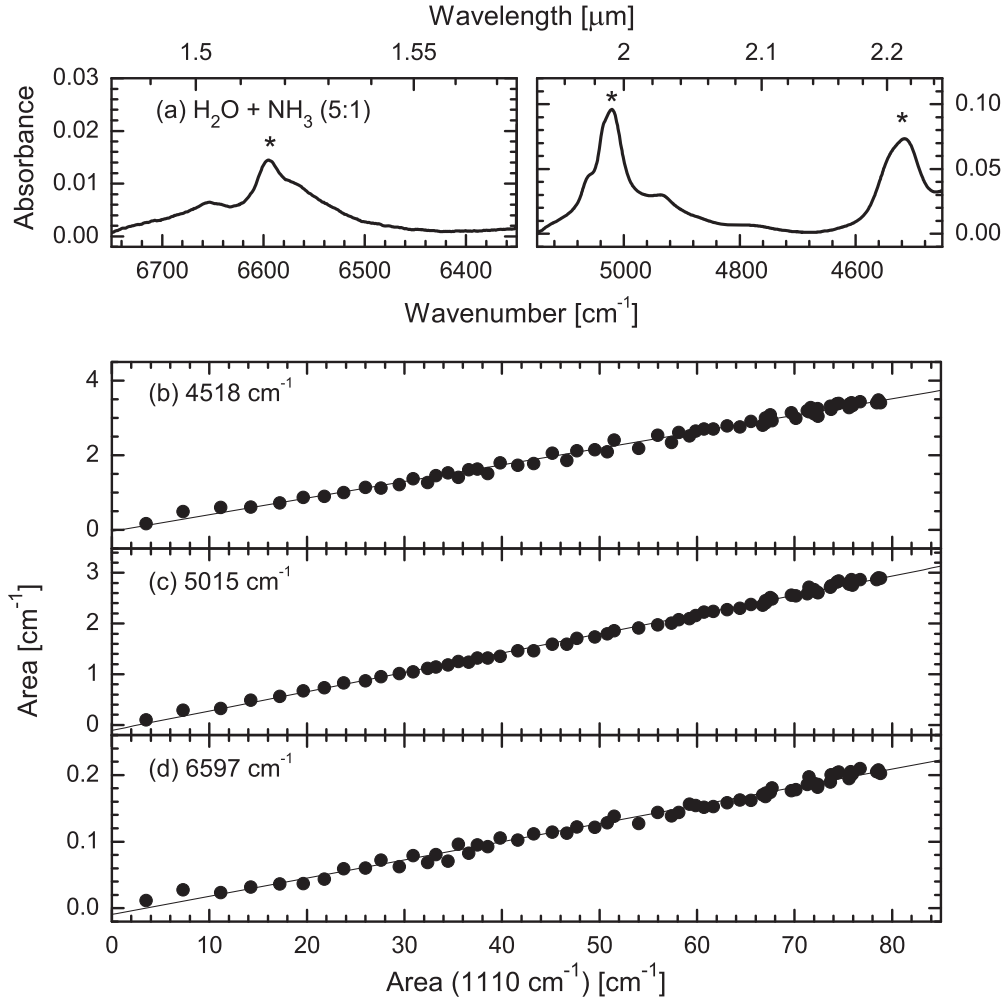 Wavelength [μm]
1.5 1.55 2 2.1 2.2
Absorbance
0.03
0.02
0.01
0.00
(a) H₂O + NH₃ (5:1)
*
* *
0.10
0.05
0.00
6700 6600 6500 6400 5000 4800 4600
Wavenumber [cm⁻¹]
Area [cm⁻¹]
(b) 4518 cm⁻¹
4
2
0
(c) 5015 cm⁻¹
3
2
1
0
(d) 6597 cm⁻¹
0.2
0.1
0.0
0 10 20 30 40 50 60 70 80
Area (1110 cm⁻¹) [cm⁻¹]